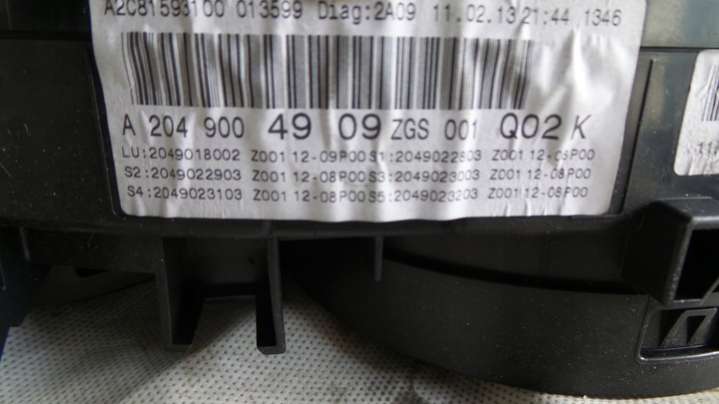 A2C81593100 013599 Diag:2A09 11.02.13 21:44 1346
A 204 900 49 09 ZGS 001 Q02 K
LU:2049018002 Z001 12-09P00 S1:2049022803 Z001 12-08P00
S2:2049022903 Z001 12-08P00 S3:2049023003 Z001 12-08P00
S4:2049023103 Z001 12-08P00 S5:2049023203 Z001 12-08P00